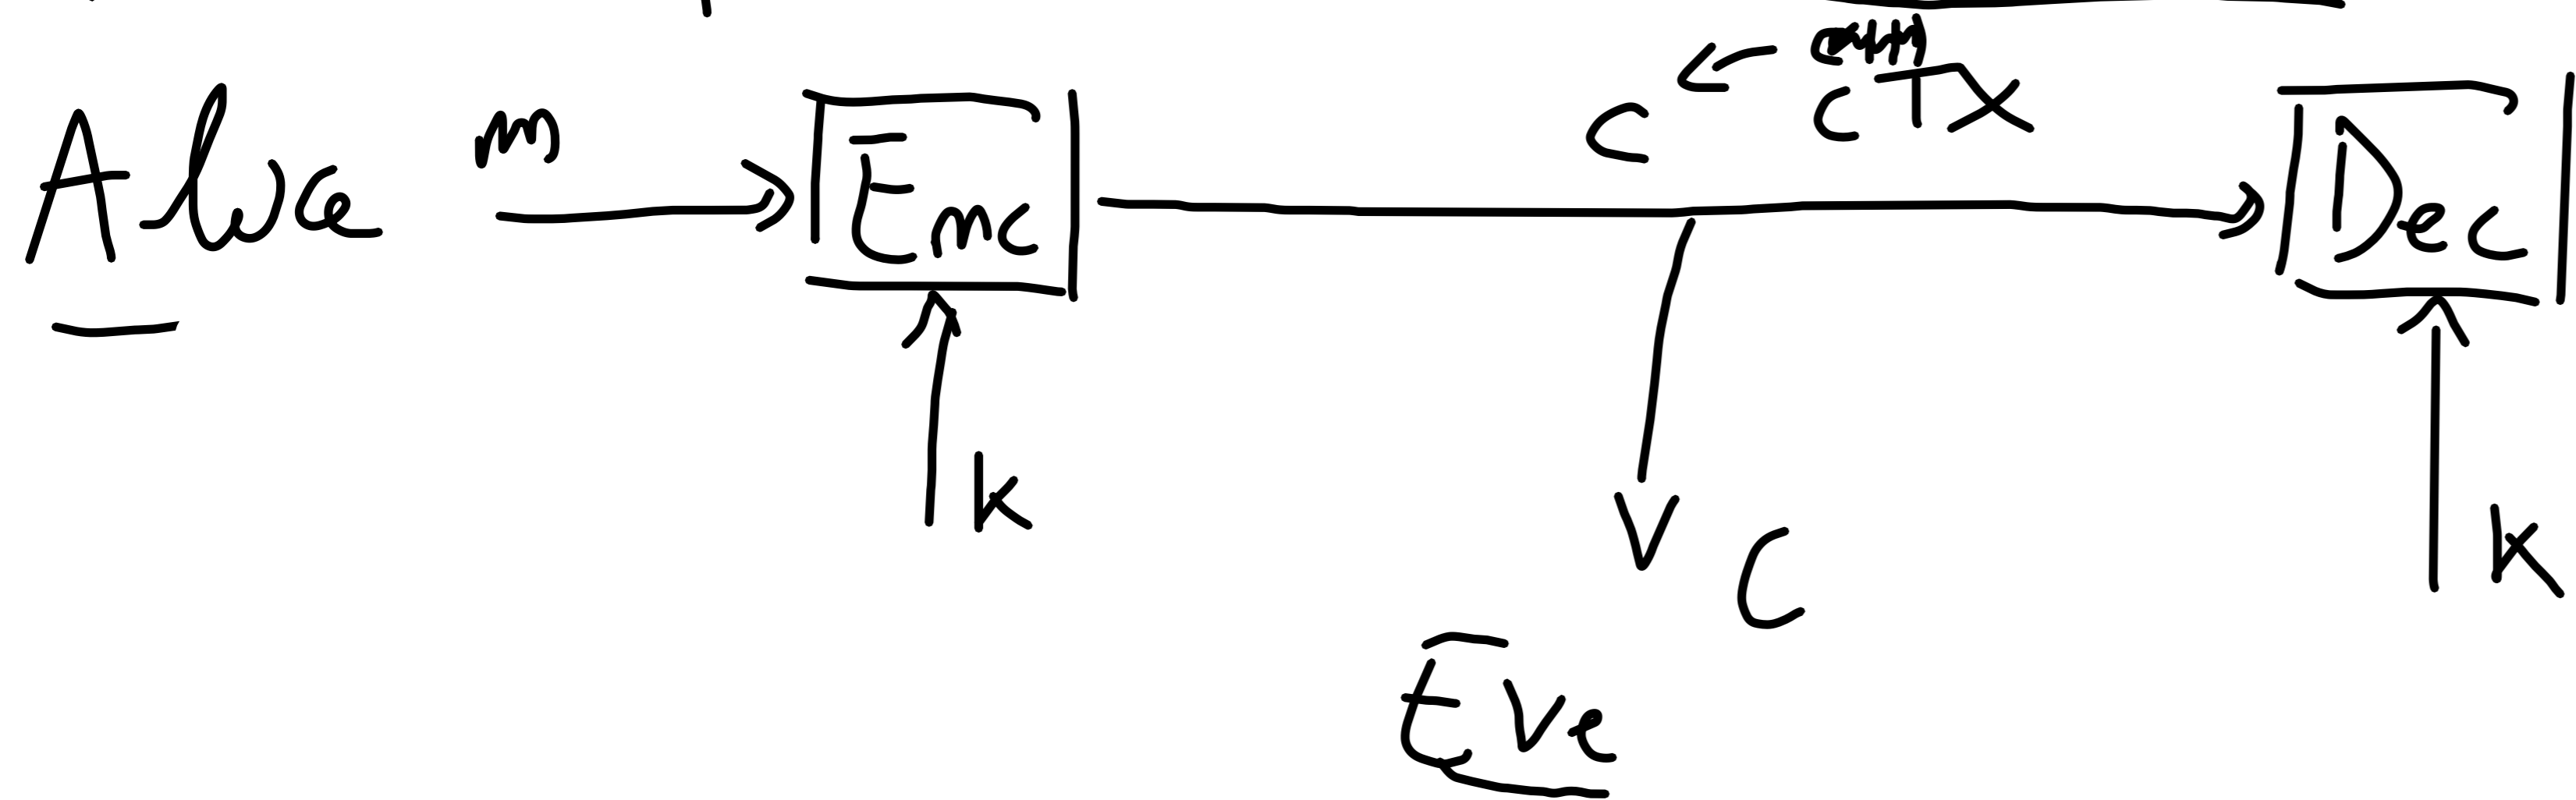 Alice m Enc c ← CTX Dec
k C k
Eve